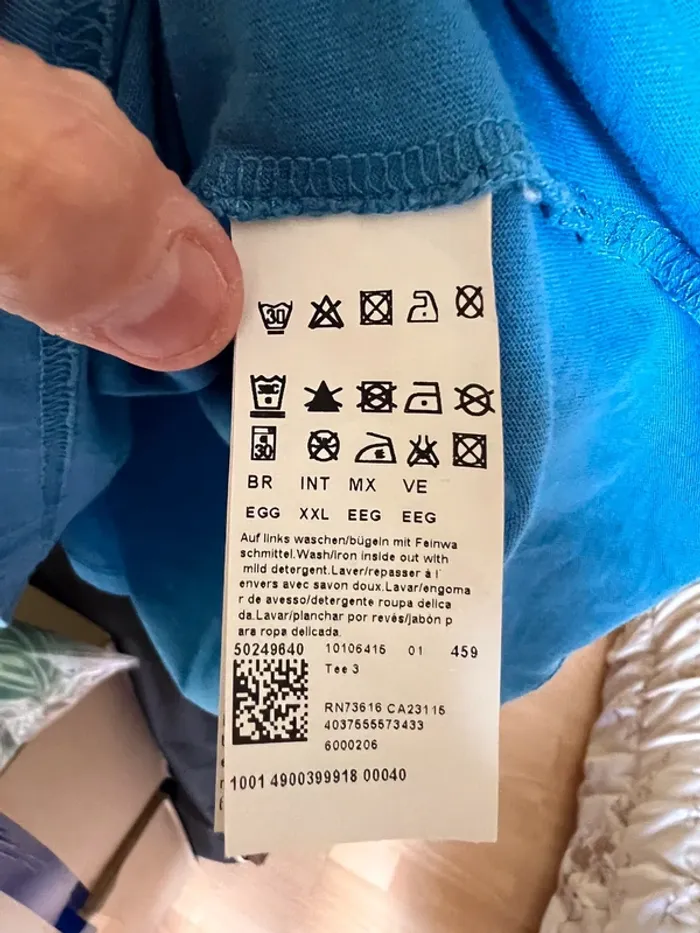 30
30C
30
BR INT MX VE
EGG XXL EEG EEG
Auf links waschen/bügeln mit Feinwa
schmittel.Wash/iron inside out with
mild detergent.Laver/repasser à l'
envers avec savon doux.Lavar/engoma
r de avesso/detergente roupa delica
da.Lavar/planchar por revés/jabón p
ara ropa delicada.
50249640 10106415 01 459
Tee 3
RN73616 CA23115
4037555573433
6000206
1001 4900399918 00040